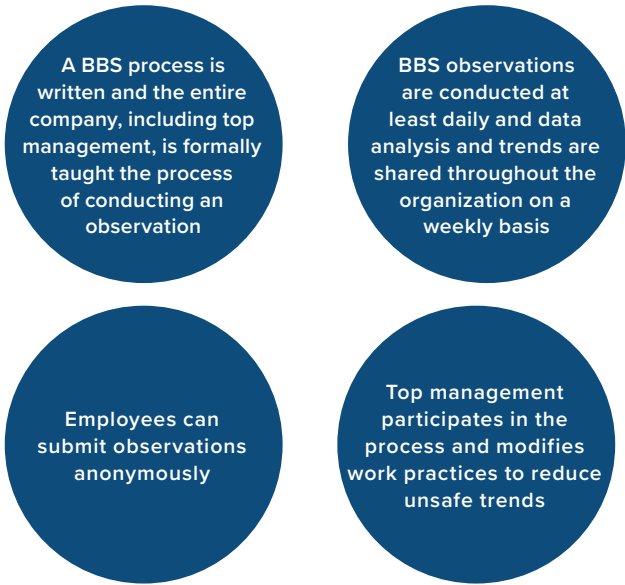 A BBS process is
written and the entire
company, including top
management, is formally
taught the process
of conducting an
observation
BBS observations
are conducted at
least daily and data
analysis and trends are
shared throughout the
organization on a
weekly basis
Employees can
submit observations
anonymously
Top management
participates in the
process and modifies
work practices to reduce
unsafe trends